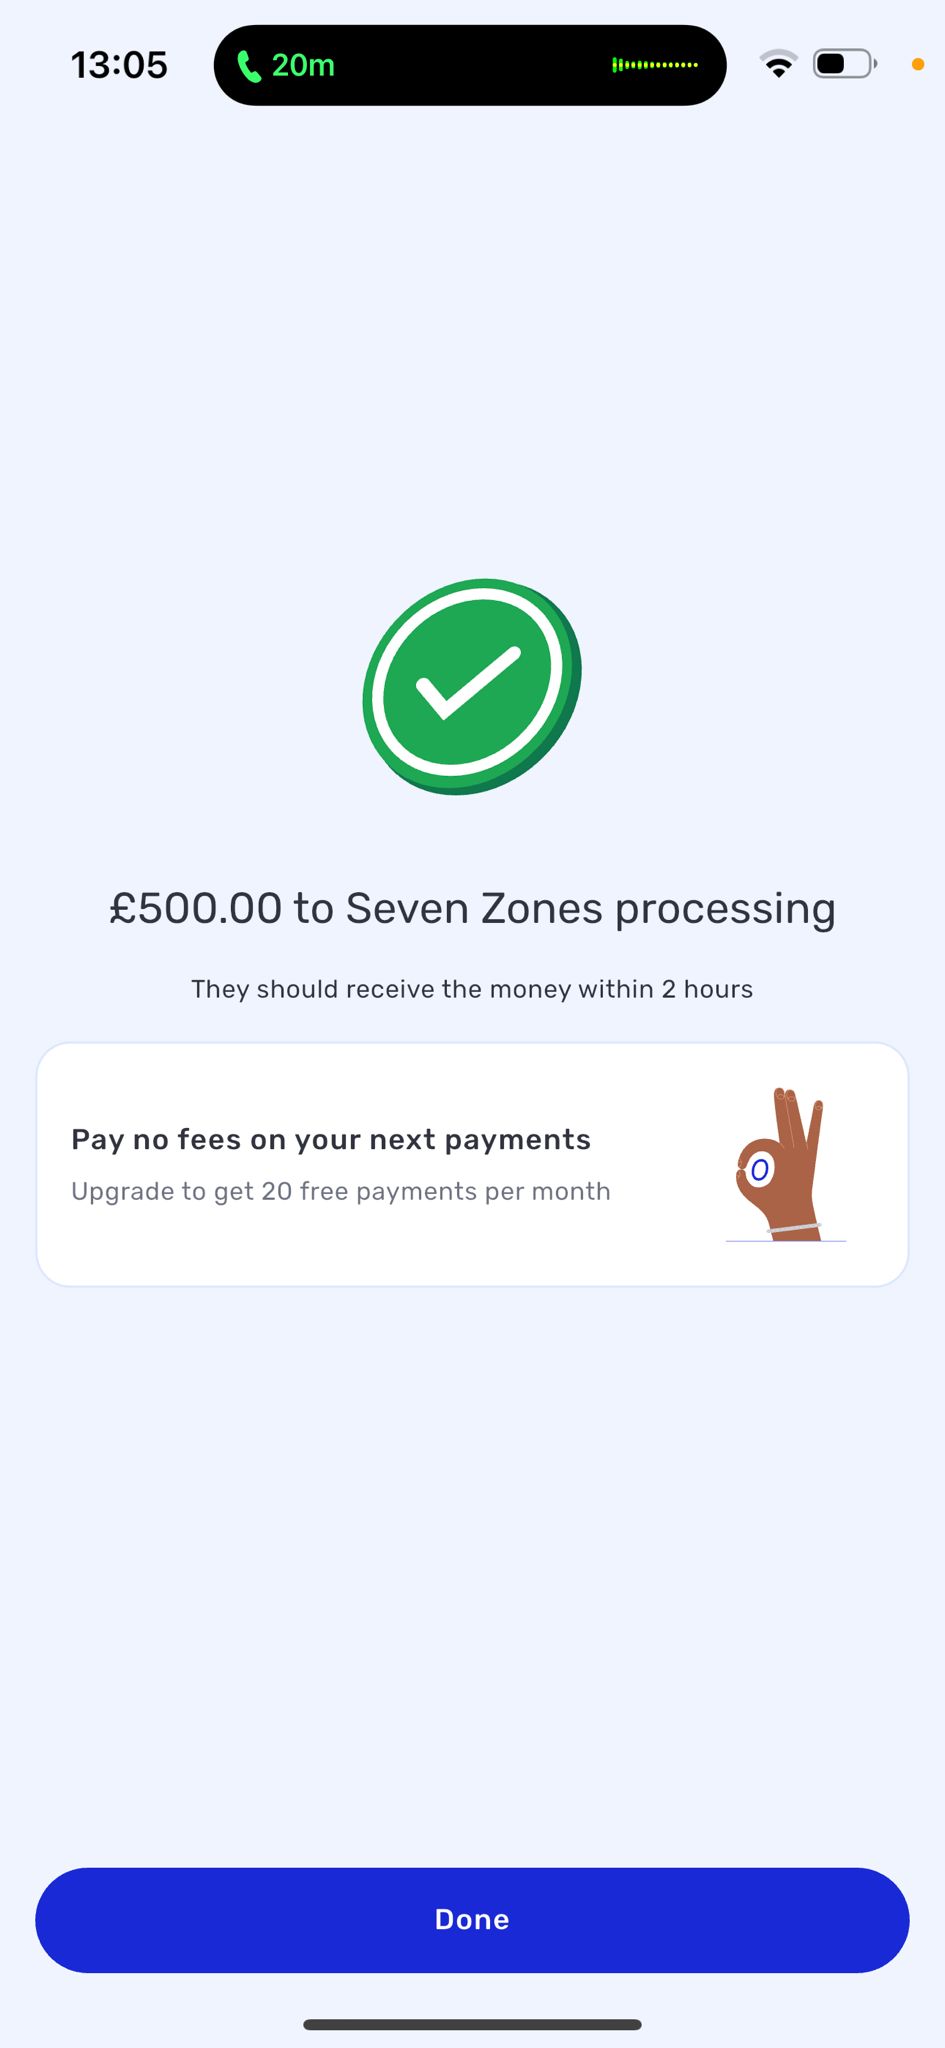 13:05
20m
£500.00 to Seven Zones processing
They should receive the money within 2 hours
Pay no fees on your next payments
Upgrade to get 20 free payments per month
Done